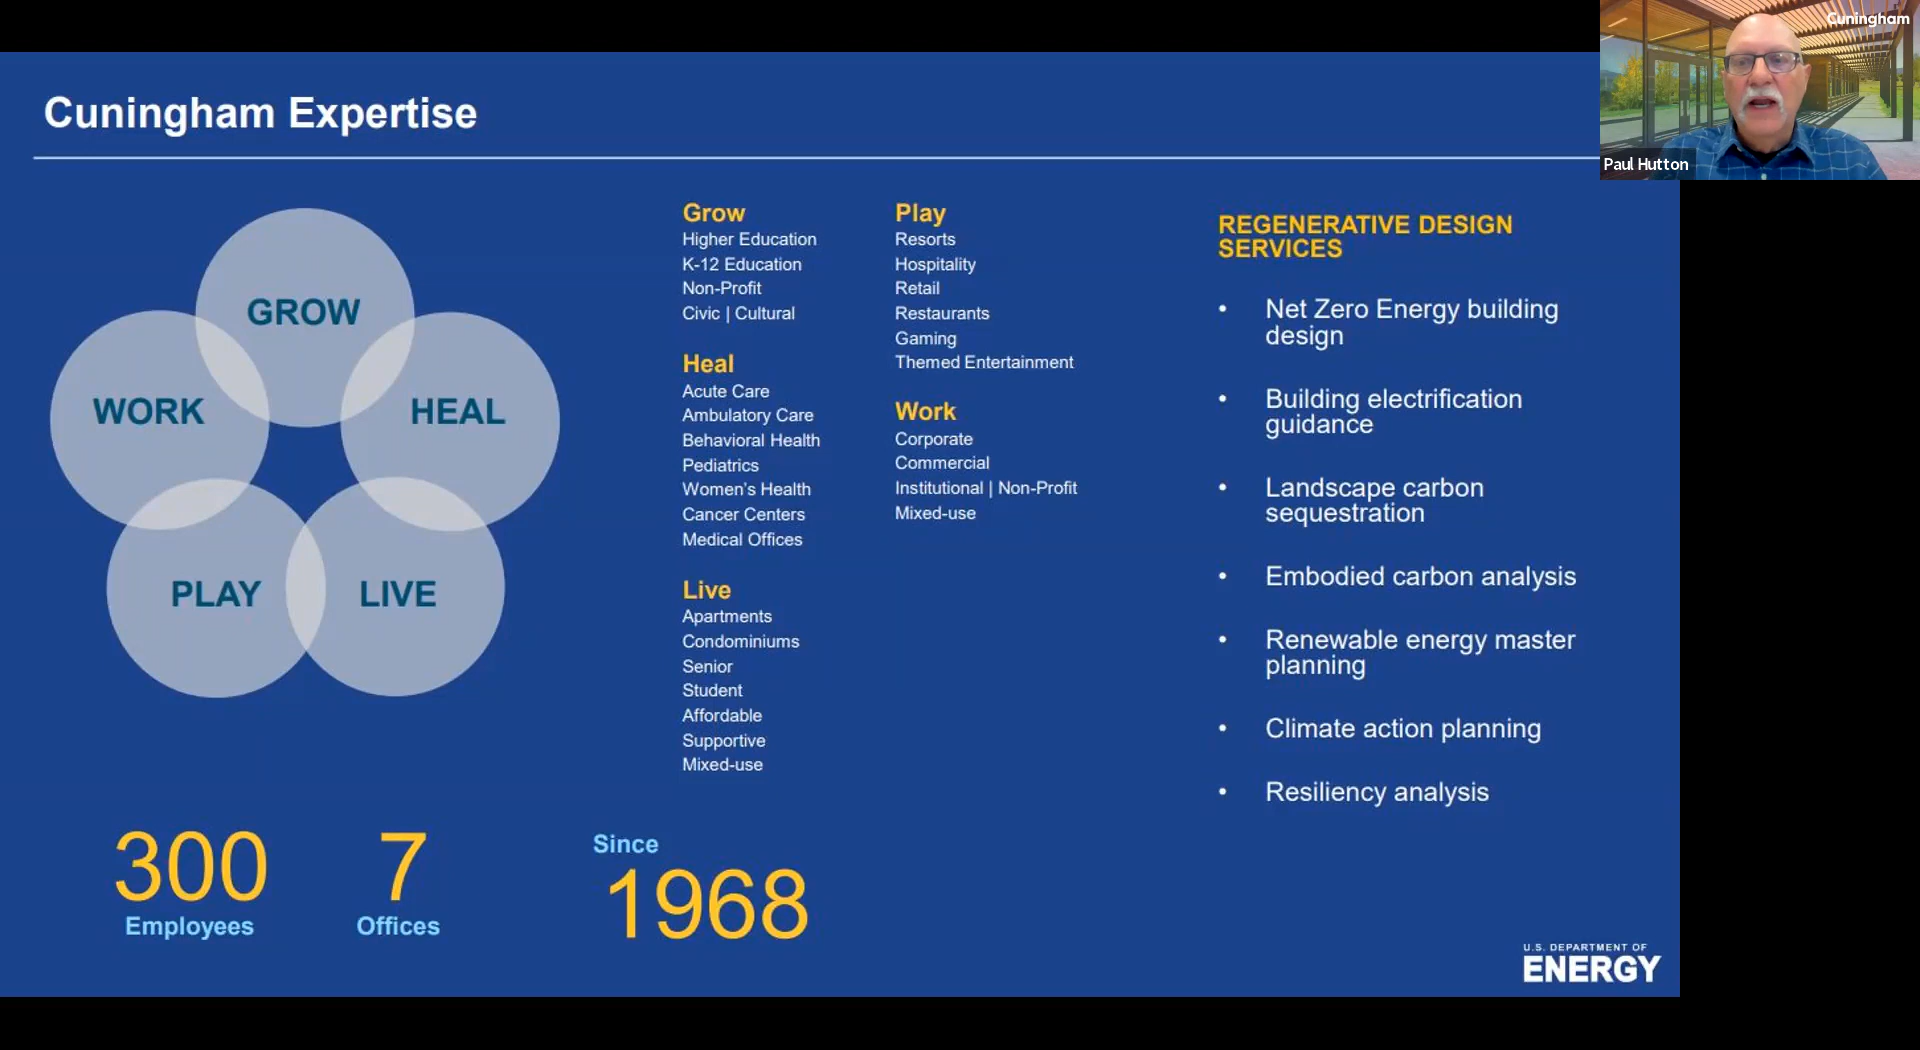 Cuningham
Paul Hutton
Cuningham Expertise
GROW
WORK
HEAL
PLAY
LIVE
Grow
Higher Education
K-12 Education
Non-Profit
Civic | Cultural
Heal
Acute Care
Ambulatory Care
Behavioral Health
Pediatrics
Women's Health
Cancer Centers
Medical Offices
Live
Apartments
Condominiums
Senior
Student
Affordable
Supportive
Mixed-use
Play
Resorts
Hospitality
Retail
Restaurants
Gaming
Themed Entertainment
Work
Corporate
Commercial
Institutional | Non-Profit
Mixed-use
REGENERATIVE DESIGN
SERVICES
• Net Zero Energy building
design
• Building electrification
guidance
• Landscape carbon
sequestration
• Embodied carbon analysis
• Renewable energy master
planning
• Climate action planning
• Resiliency analysis
300
Employees
7
Offices
Since
1968
U.S. DEPARTMENT OF
ENERGY